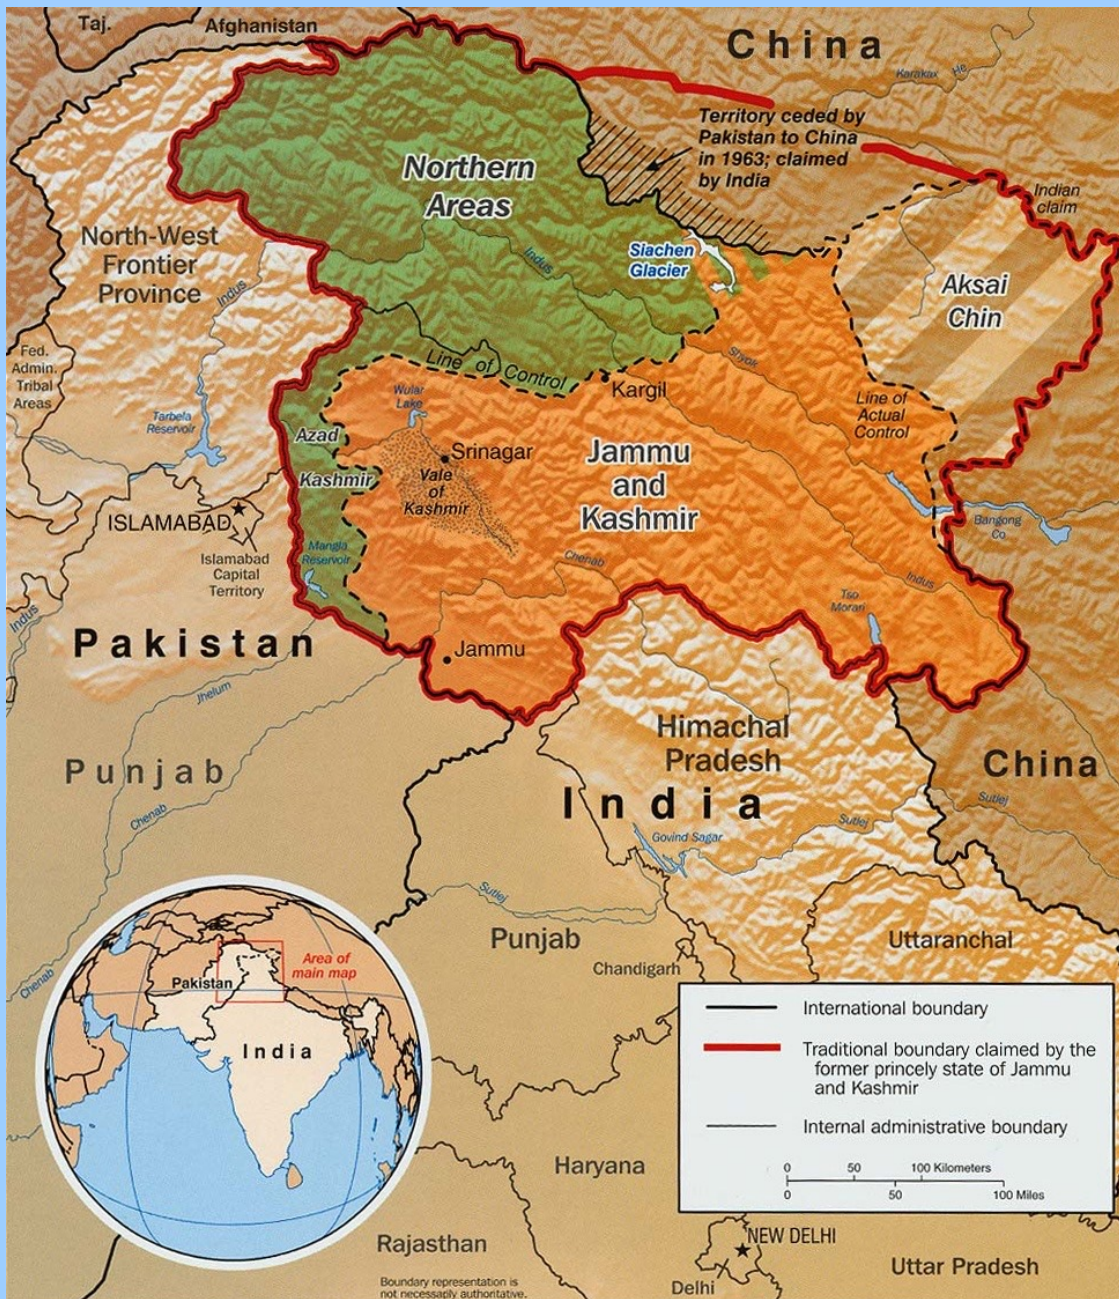 Taj.
Afghanistan
China
Karakax He
Territory ceded by
Pakistan to China
in 1963; claimed
by India
Northern
Areas
Indian
claim
North-West
Frontier
Province
Indus
Indus
Siachen
Glacier
Aksai
Chin
Fed.
Admin.
Tribal
Areas
Line of Control
Shyok
Kargil
Wular
Lake
Line of
Actual
Control
Tarbela
Reservoir
Azad
Kashmir
Srinagar
Vale
of
Kashmir
Jammu
and
Kashmir
ISLAMABAD
Islamabad
Capital
Territory
Mangla
Reservoir
Bangong
Co
Chenab
Indus
Tso
Morari
Indus
Pakistan
Jammu
Jhelum
Himachal
Pradesh
Punjab
China
India
Sutlej
Chenab
Govind Sagar
Sutlej
Sutlej
Punjab
Uttaranchal
Chandigarh
Chenab
Area of
main map
Pakistan
India
International boundary
Traditional boundary claimed by the
former princely state of Jammu
and Kashmir
Internal administrative boundary
0 50 100 Kilometers
0 50 100 Miles
Haryana
Rajasthan
NEW DELHI
Delhi
Uttar Pradesh
Boundary representation is
not necessarily authoritative.